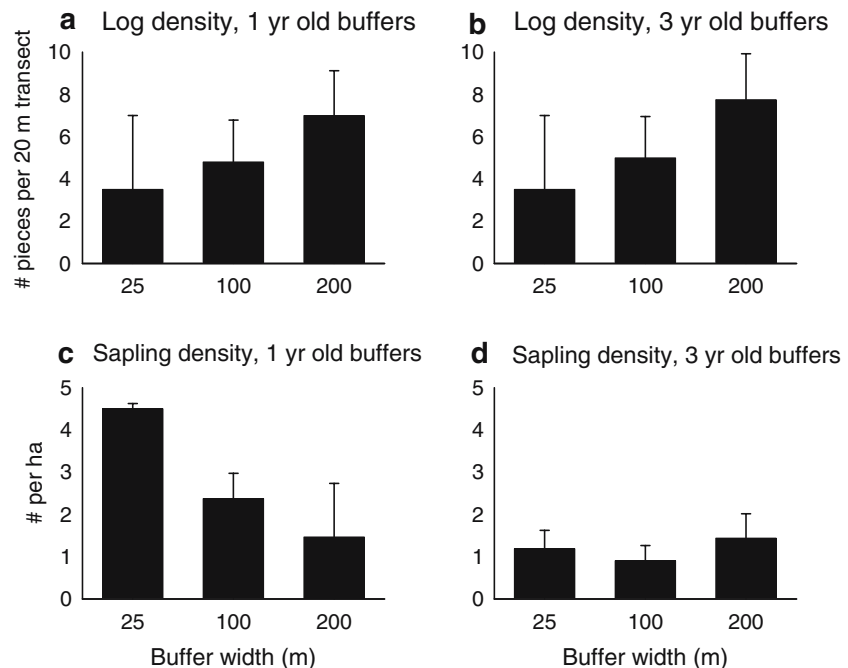 a Log density, 1 yr old buffers
# pieces per 20 m transect
10
8
6
4
2
0
25 100 200
b Log density, 3 yr old buffers
10
8
6
4
2
0
25 100 200
c Sapling density, 1 yr old buffers
# per ha
5
4
3
2
1
0
25 100 200
Buffer width (m)
d Sapling density, 3 yr old buffers
5
4
3
2
1
0
25 100 200
Buffer width (m)